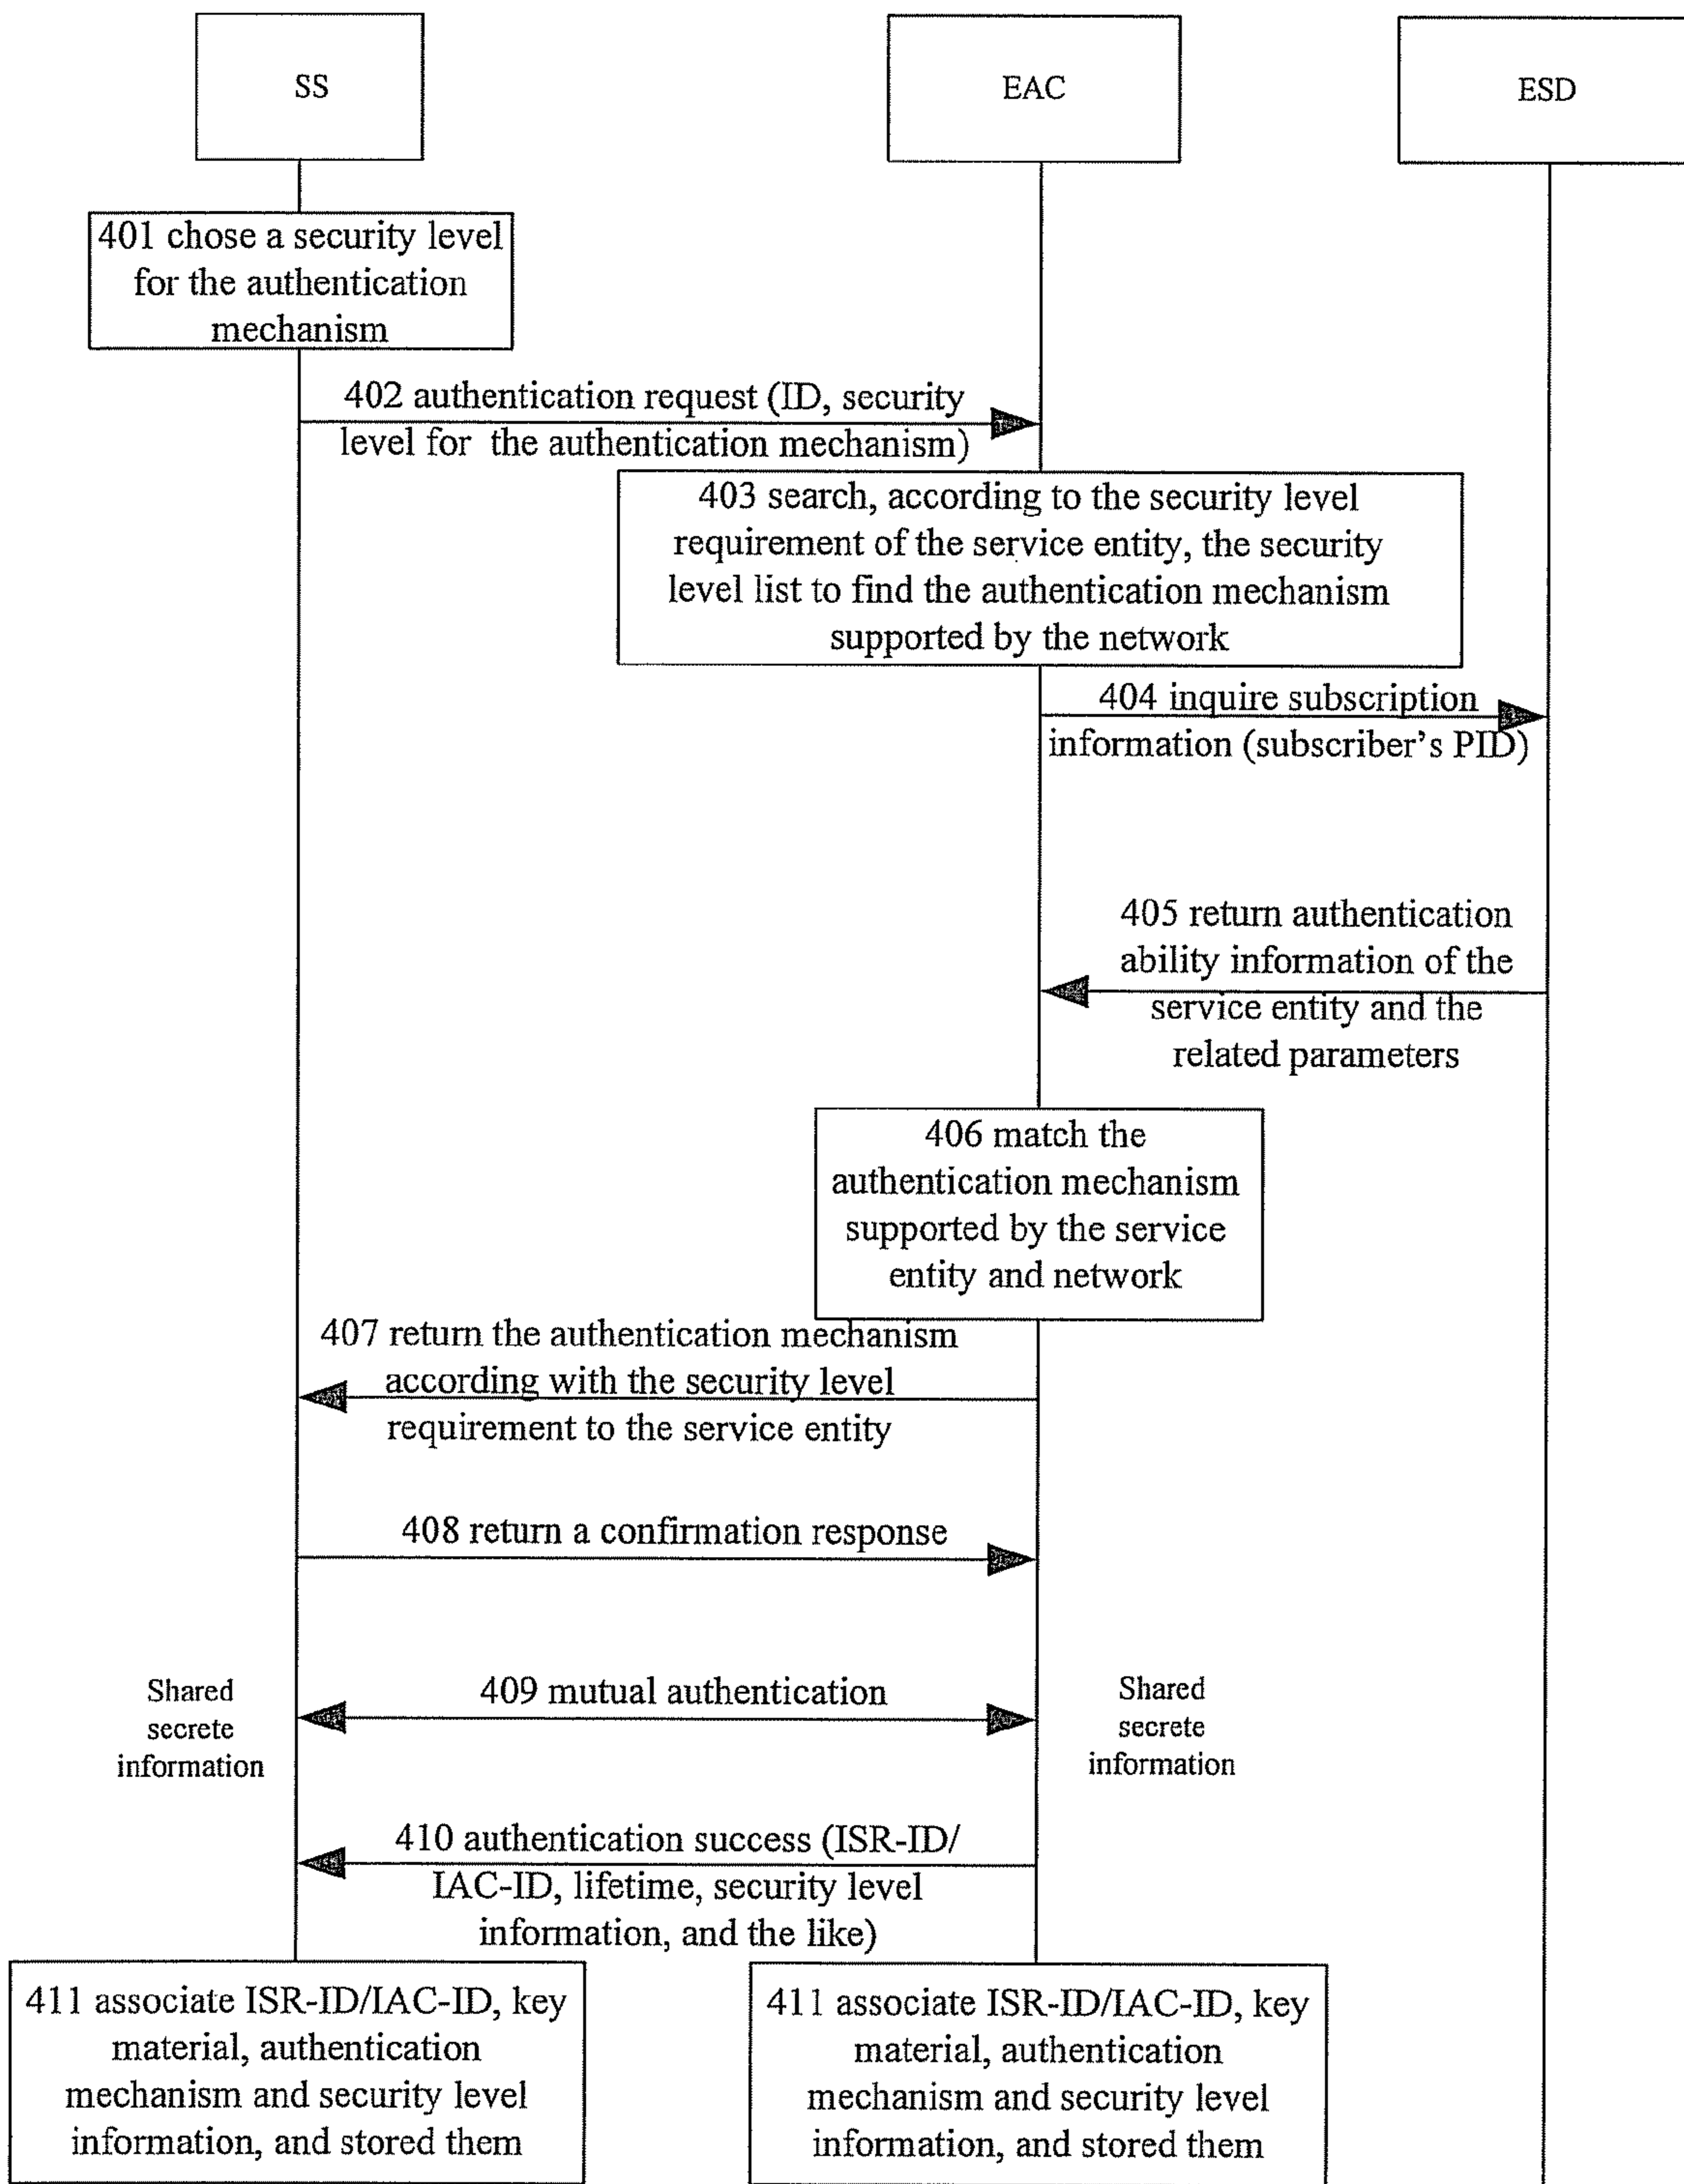 SS
EAC
ESD
401 chose a security level
for the authentication
mechanism
402 authentication request (ID, security
level for the authentication mechanism)
403 search, according to the security level
requirement of the service entity, the security
level list to find the authentication mechanism
supported by the network
404 inquire subscription
information (subscriber's PID)
405 return authentication
ability information of the
service entity and the
related parameters
406 match the
authentication mechanism
supported by the service
entity and network
407 return the authentication mechanism
according with the security level
requirement to the service entity
408 return a confirmation response
Shared
secrete
information
409 mutual authentication
Shared
secrete
information
410 authentication success (ISR-ID/
IAC-ID, lifetime, security level
information, and the like)
411 associate ISR-ID/IAC-ID, key
material, authentication
mechanism and security level
information, and stored them
411 associate ISR-ID/IAC-ID, key
material, authentication
mechanism and security level
information, and stored them